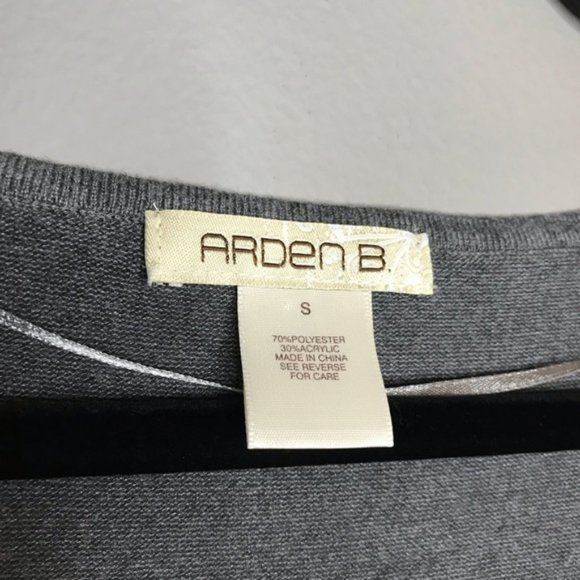 ARDen B.
S
70%POLYESTER
30%ACRYLIC
MADE IN CHINA
SEE REVERSE
FOR CARE